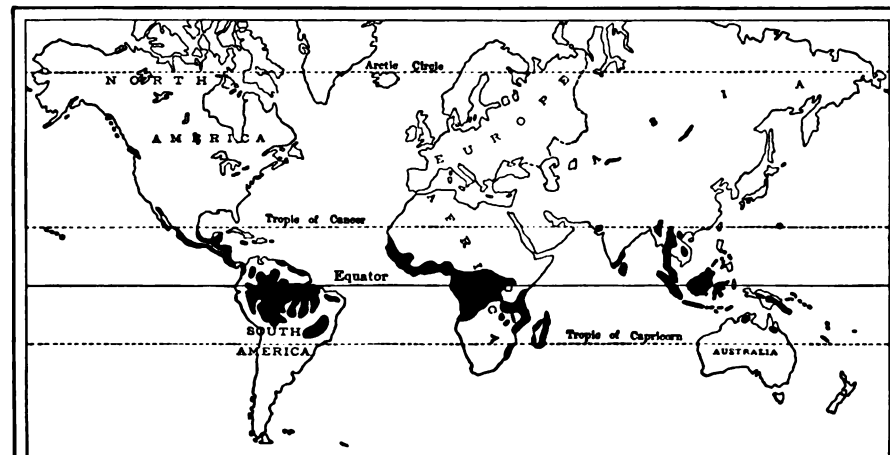 Arctic Circle
NORTH
AMERICA
EUROPE
ASIA
Tropic of Cancer
AFRICA
Equator
SOUTH
AMERICA
Tropic of Capricorn
AUSTRALIA